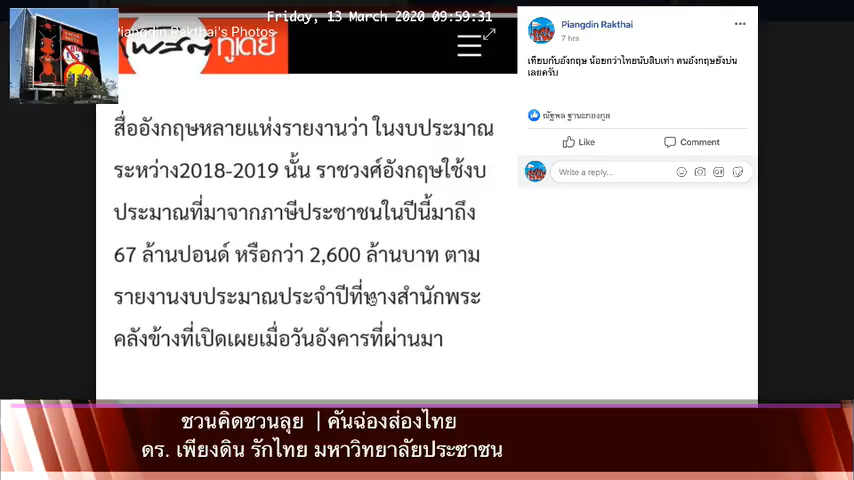 Friday, 13 March 2020 09:59:31
Piangdin Rakthai's Photos
ทูเดย์
สื่ออังกฤษหลายแห่งรายงานว่า ในงบประมาณ
ระหว่าง2018-2019 นั้น ราชวงศ์อังกฤษใช้งบ
ประมาณที่มาจากภาษีประชาชนในปีนี้มาถึง
67 ล้านปอนด์ หรือกว่า 2,600 ล้านบาท ตาม
รายงานงบประมาณประจำปีที่ทางสำนักพระ
คลังข้างที่เปิดเผยเมื่อวันอังคารที่ผ่านมา
Piangdin Rakthai
7 hrs
เทียบกับอังกฤษ น้อยกว่าไทยนับสิบเท่า คนอังกฤษยังบ่น
เลยครับ
ณัฐพล ฐานะกองกูล
Like
Comment
Write a reply...
ชวนคิดชวนลุย | คันฉ่องส่องไทย
ดร. เพียงดิน รักไทย มหาวิทยาลัยประชาชน